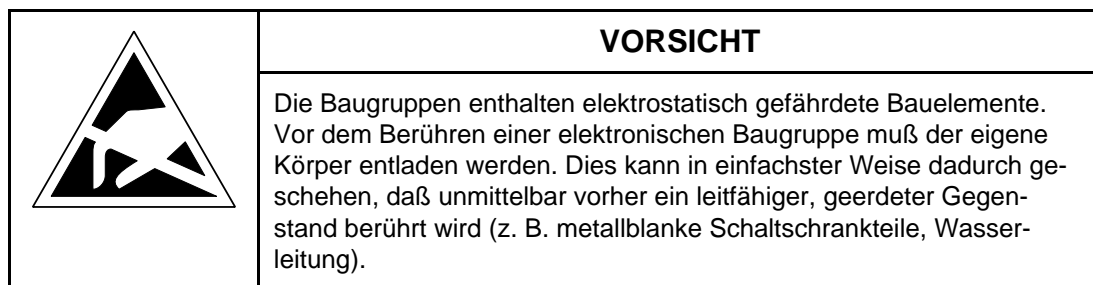 VORSICHT
Die Baugruppen enthalten elektrostatisch gefährdete Bauelemente.
Vor dem Berühren einer elektronischen Baugruppe muß der eigene
Körper entladen werden. Dies kann in einfachster Weise dadurch ge-
schehen, daß unmittelbar vorher ein leitfähiger, geerdeter Gegen-
stand berührt wird (z. B. metallblanke Schaltschrankteile, Wasser-
leitung).